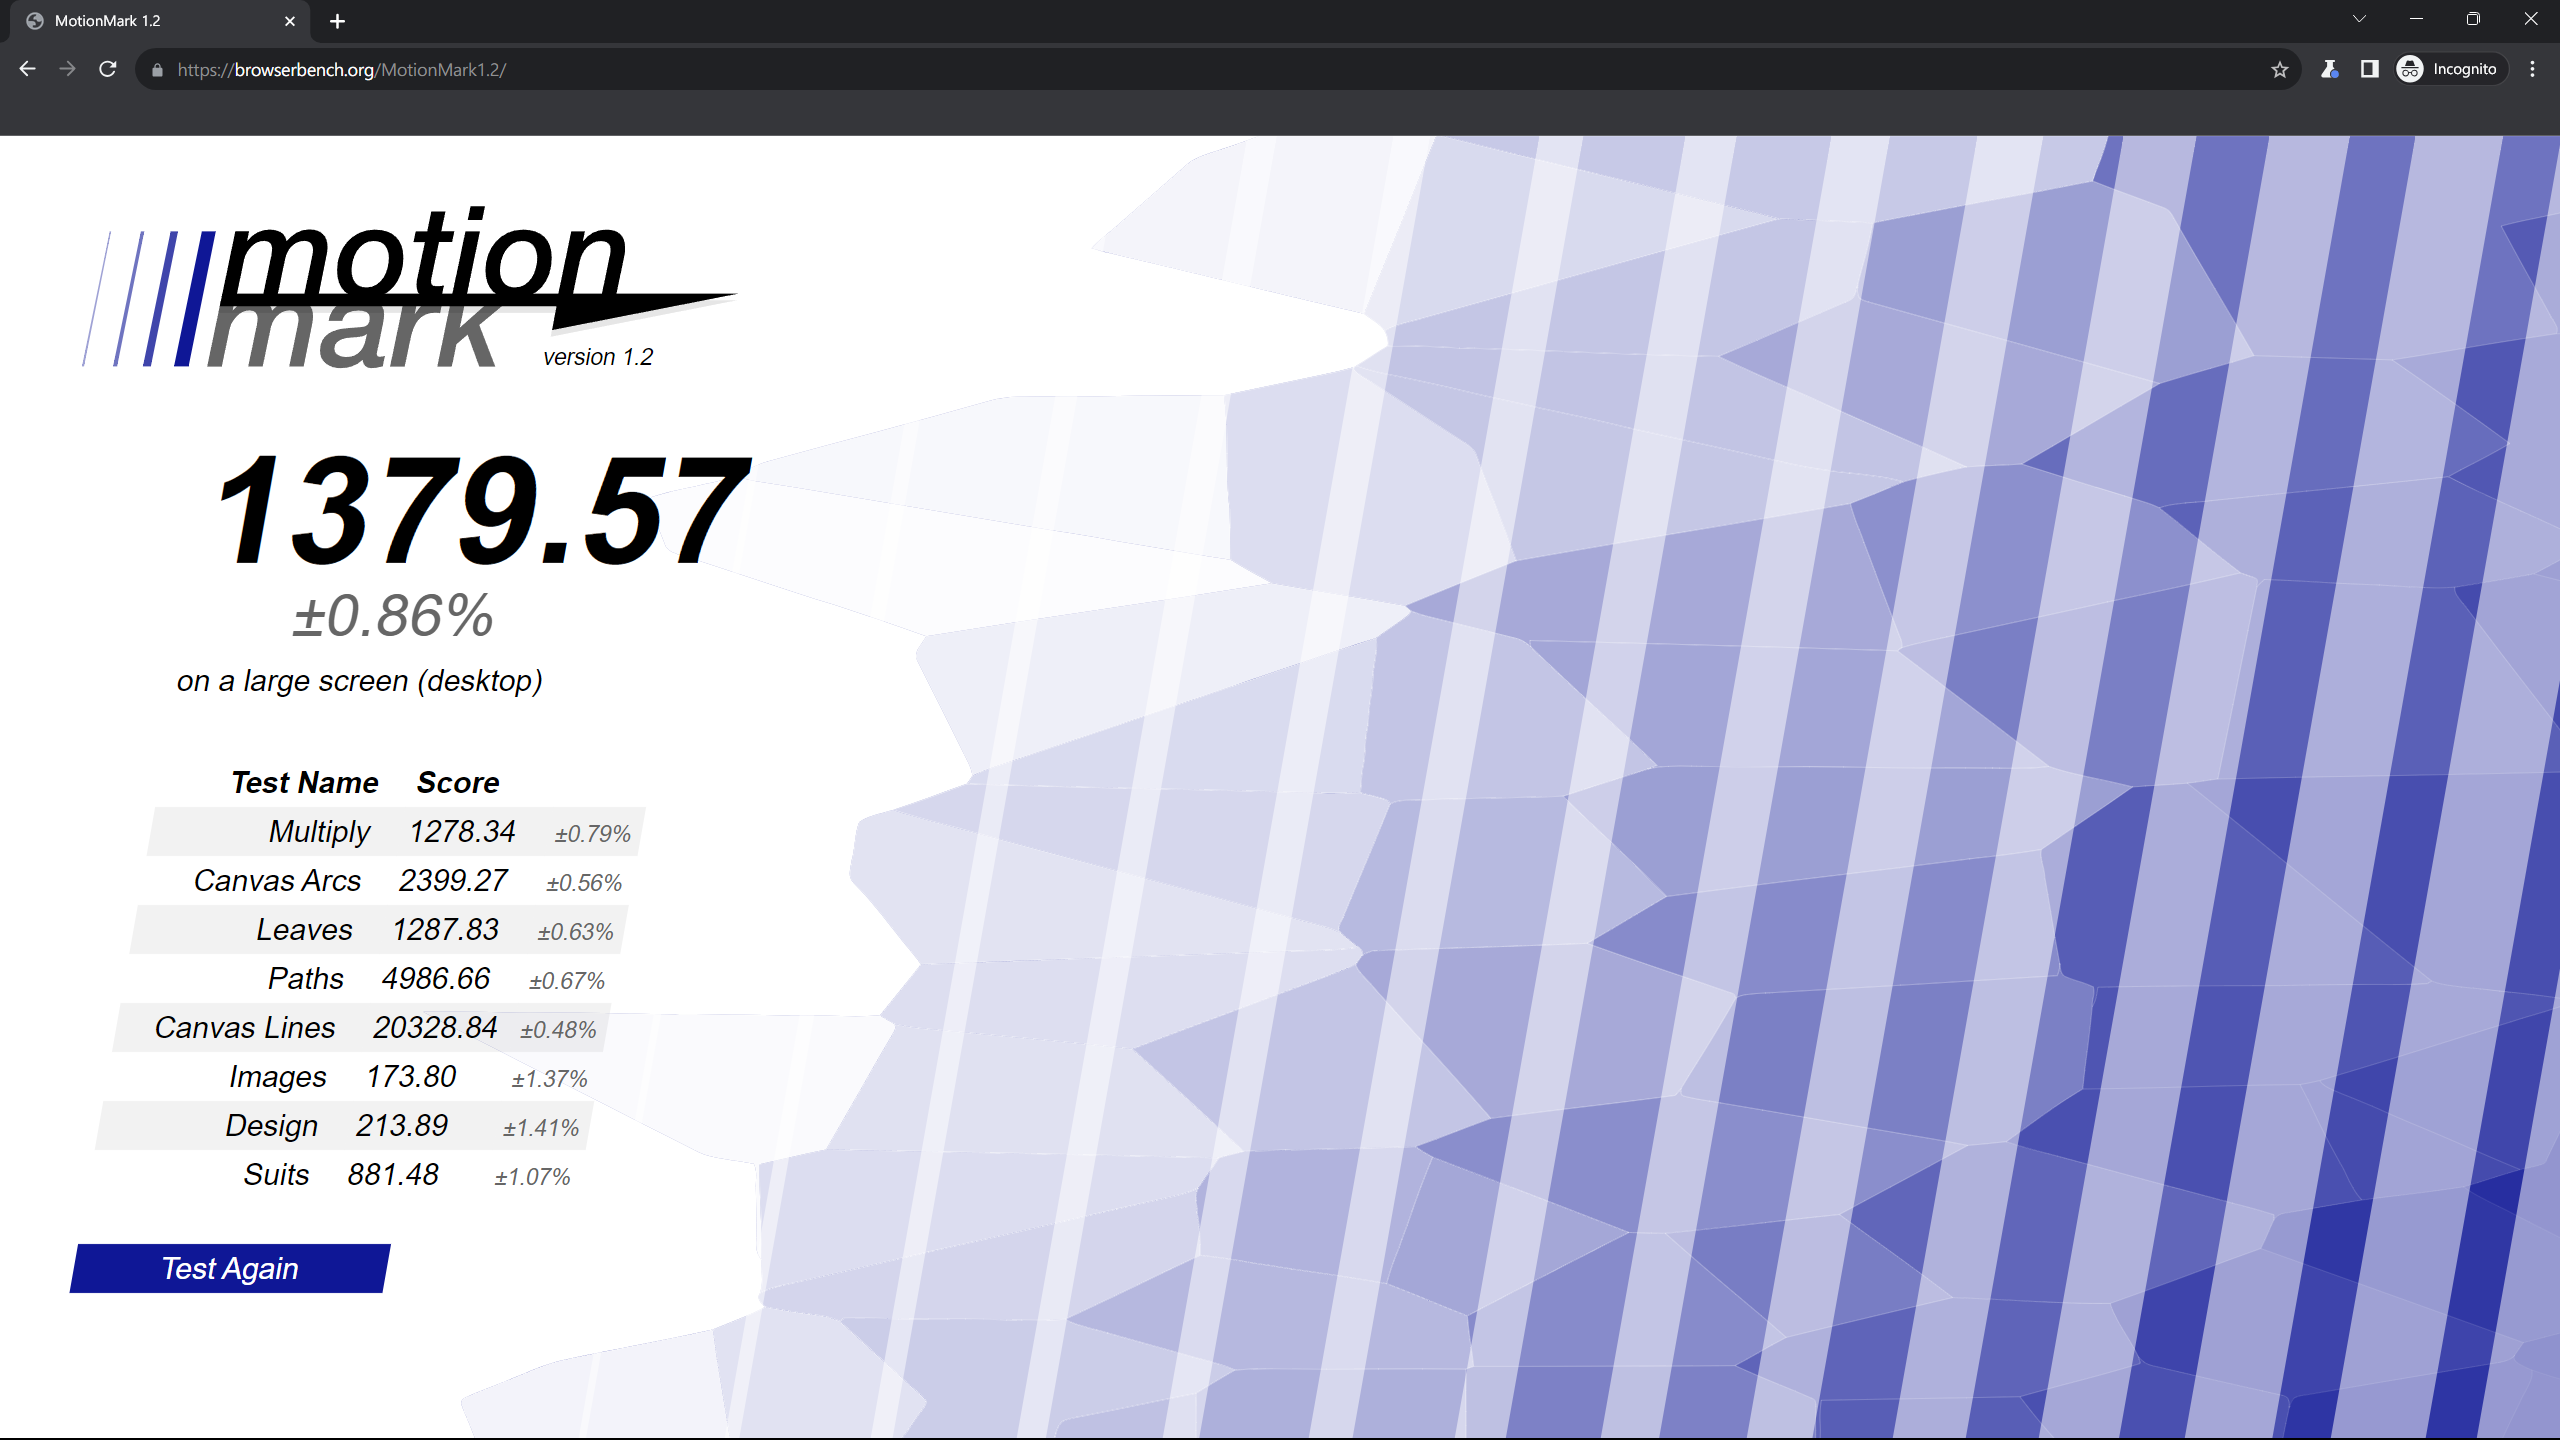 MotionMark 1.2
https://browserbench.org/MotionMark1.2/
Incognito
motion
mark
version 1.2
1379.57
±0.86%
on a large screen (desktop)
Test Name Score
Multiply 1278.34 ±0.79%
Canvas Arcs 2399.27 ±0.56%
Leaves 1287.83 ±0.63%
Paths 4986.66 ±0.67%
Canvas Lines 20328.84 ±0.48%
Images 173.80 ±1.37%
Design 213.89 ±1.41%
Suits 881.48 ±1.07%
Test Again